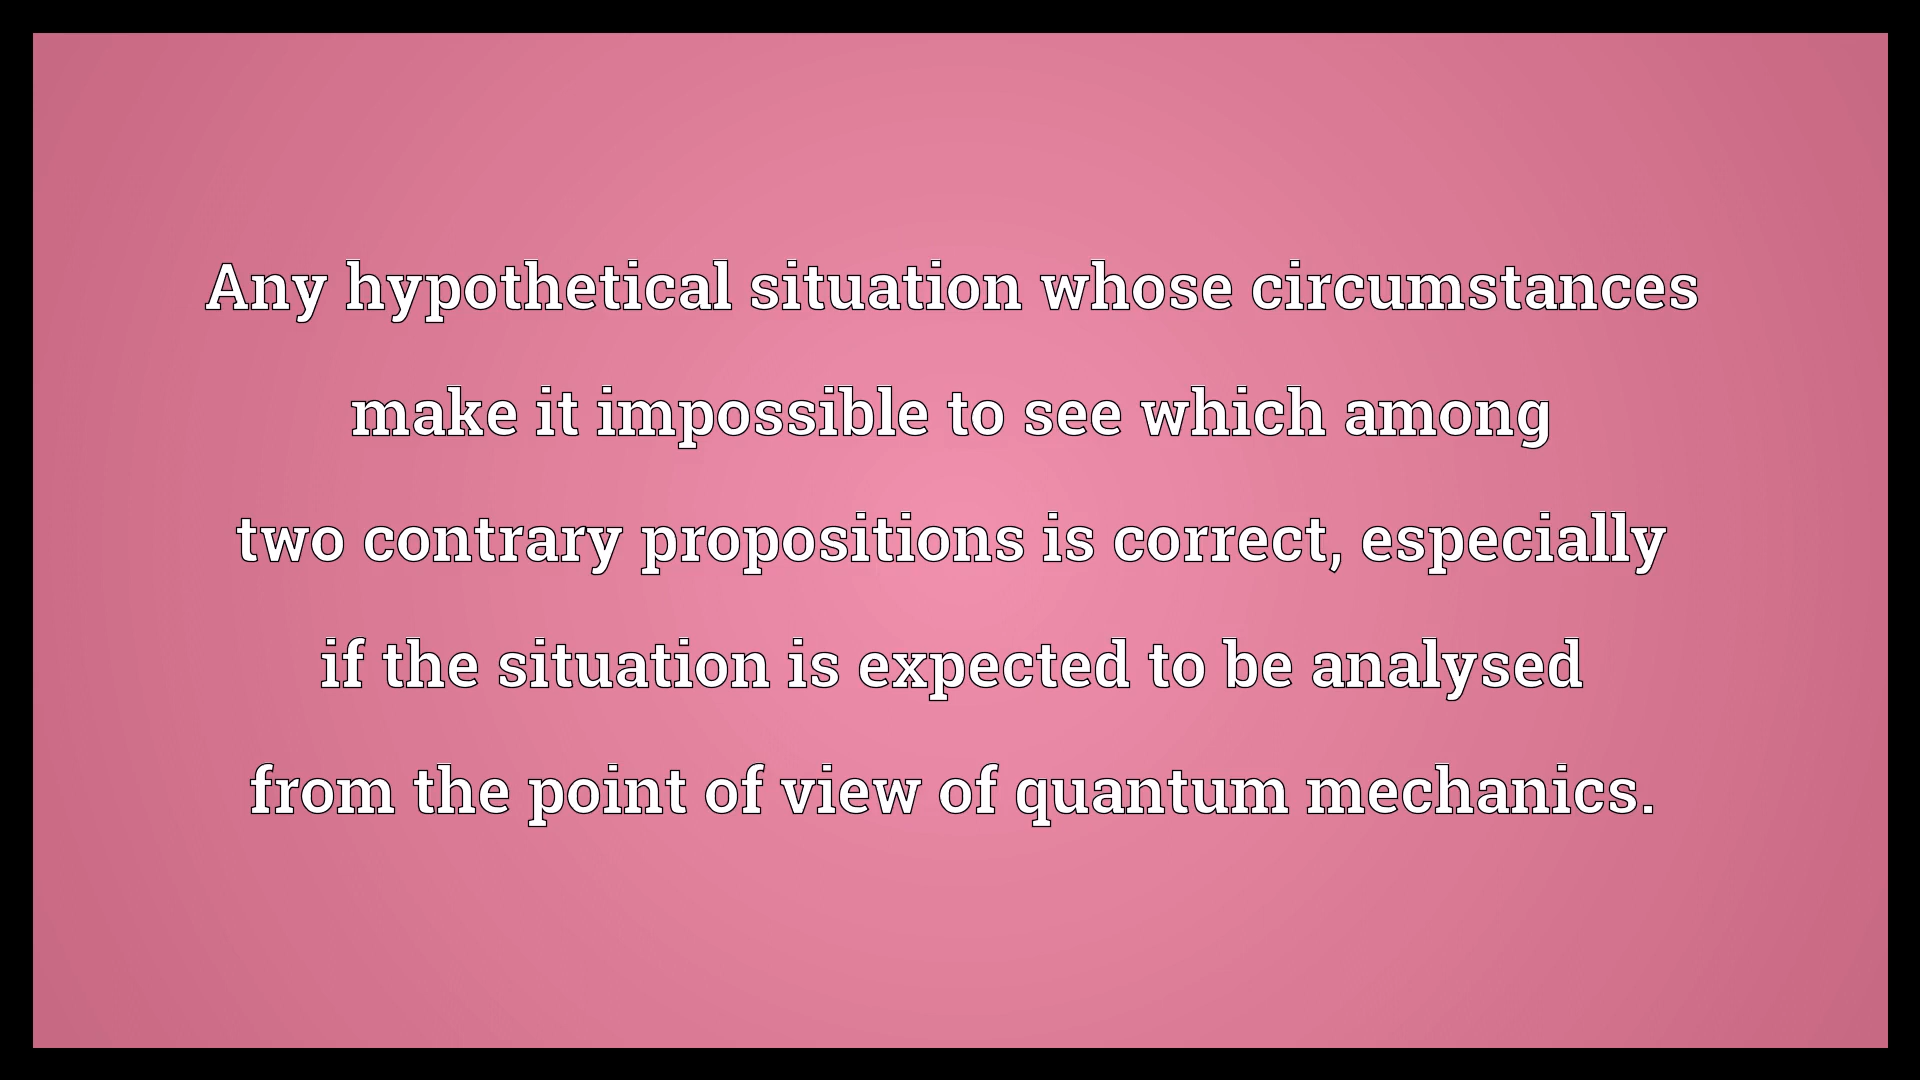 Any hypothetical situation whose circumstances
make it impossible to see which among
two contrary propositions is correct, especially
if the situation is expected to be analysed
from the point of view of quantum mechanics.